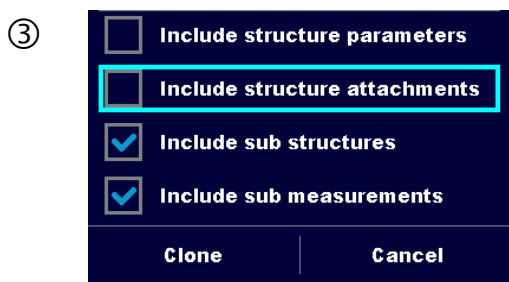 ③
Include structure parameters
Include structure attachments
Include sub structures
Include sub measurements
Clone Cancel